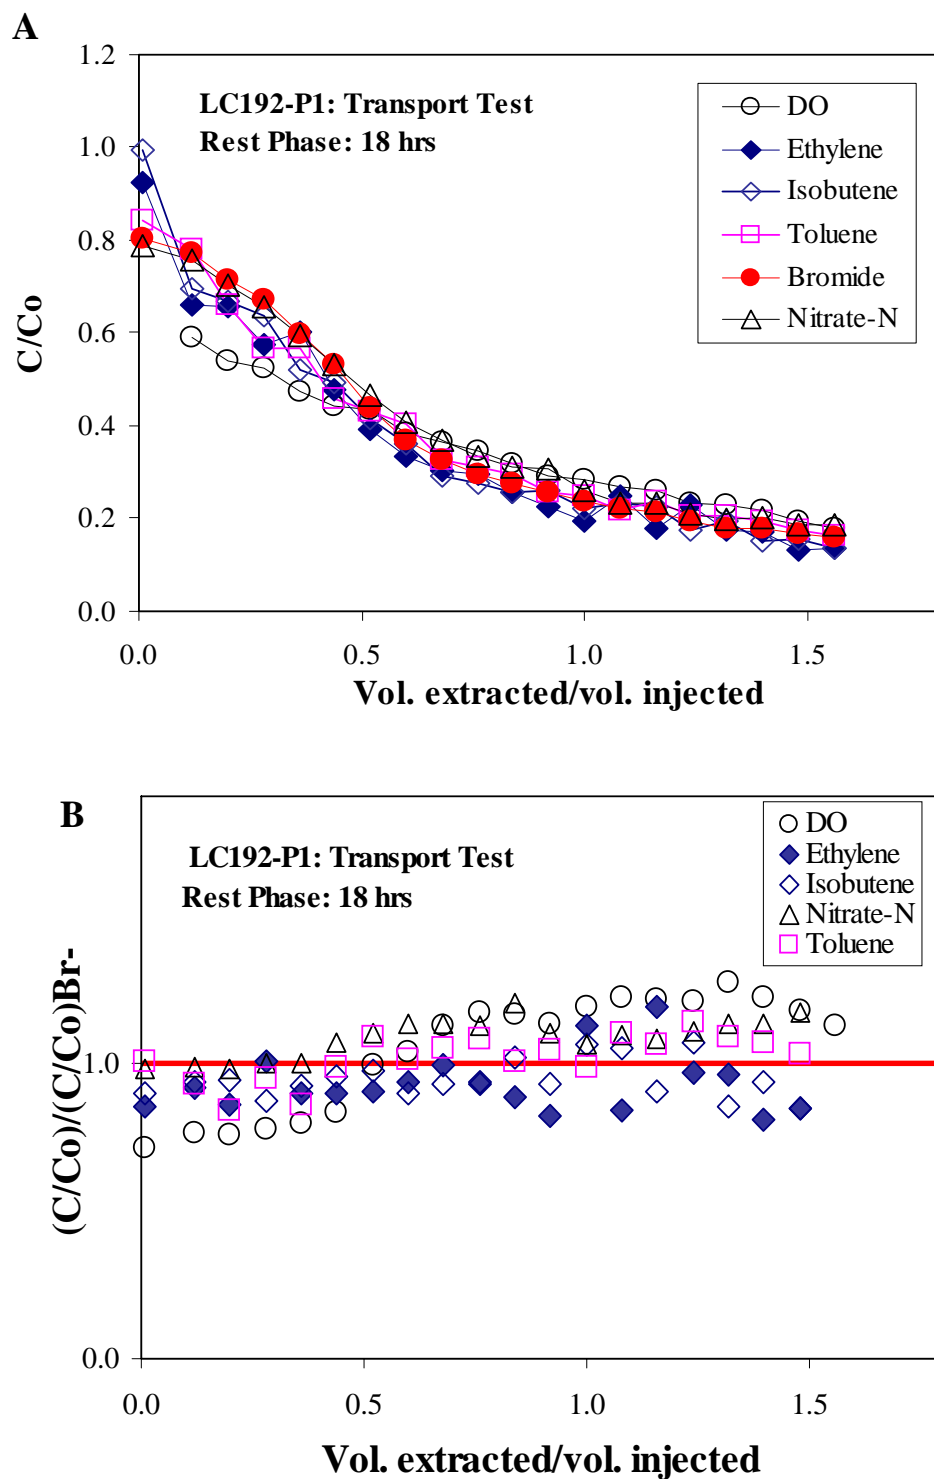 A
1.2
1.0
0.8
0.6
0.4
0.2
0.0
C/Co
LC192-P1: Transport Test
Rest Phase: 18 hrs
DO
Ethylene
Isobutene
Toluene
Bromide
Nitrate-N
0.0 0.5 1.0 1.5
Vol. extracted/vol. injected
B
LC192-P1: Transport Test
Rest Phase: 18 hrs
DO
Ethylene
Isobutene
Nitrate-N
Toluene
(C/Co)/(C/Co)Br-
1.0
0.0
0.0 0.5 1.0 1.5
Vol. extracted/vol. injected